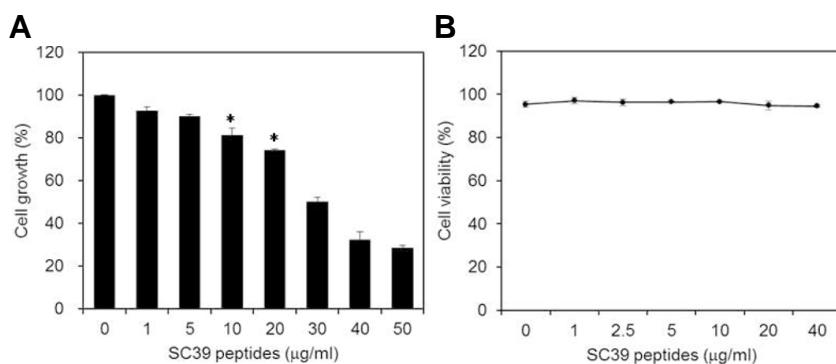 A
Cell growth (%)
120
100
80
60
40
20
0
* *
0 1 5 10 20 30 40 50
SC39 peptides (µg/ml)
B
Cell viability (%)
120
100
80
60
40
20
0
0 1 2.5 5 10 20 40
SC39 peptides (µg/ml)